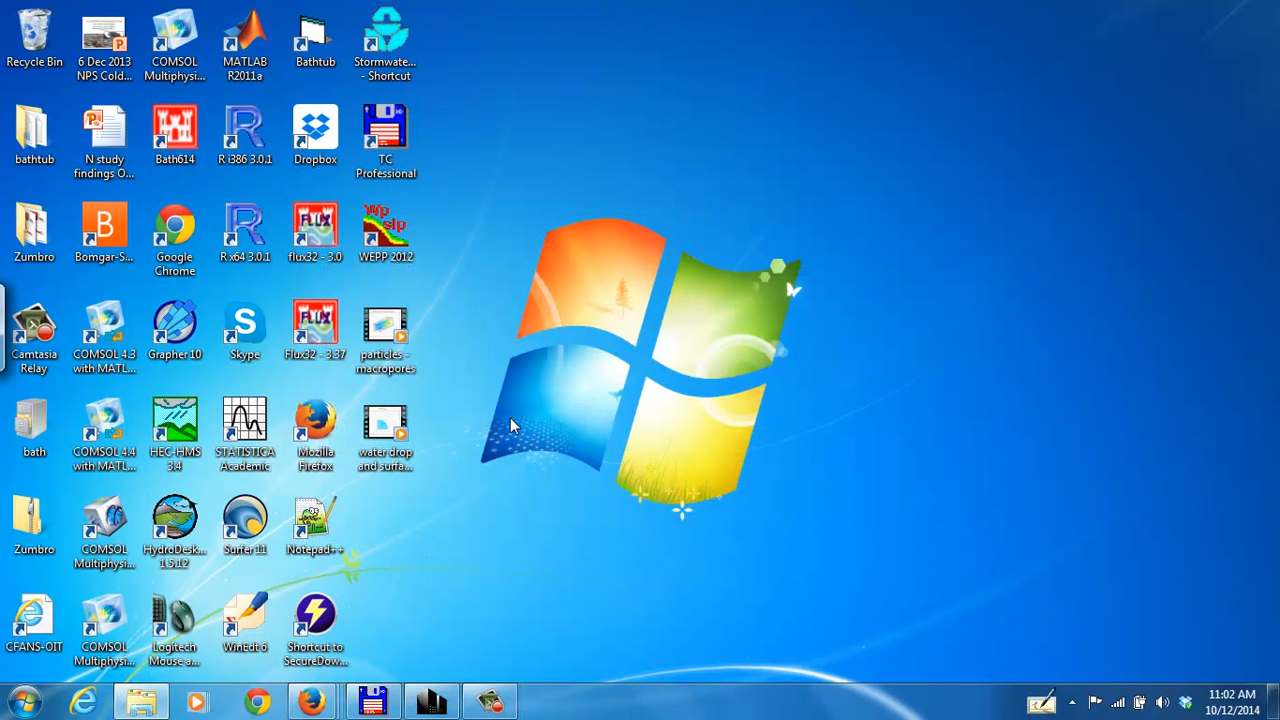 Recycle Bin
6 Dec 2013
NPS Cold...
COMSOL
Multiphysi...
MATLAB
R2011a
Bathtub
Stormwate...
- Shortcut
bathtub
N study
findings O...
Bath614
R i386 3.0.1
Dropbox
TC
Professional
Zumbro
B
Bomgar-S...
Google
Chrome
R x64 3.0.1
FLUX
flux32 - 3.0
Wp
slp
WEPP 2012
Camtasia
Relay
COMSOL 4.3
with MATL...
Grapher 10
S
Skype
FLUX
Flux32 - 3.37
particles -
macropores
bath
COMSOL 4.4
with MATL...
HEC-HMS
3.4
STATISTICA
Academic
Mozilla
Firefox
water drop
and surfa...
Zumbro
COMSOL
Multiphysi...
HydroDesk...
1.5.12
Surfer 11
Notepad++
CFANS-OIT
COMSOL
Multiphysi...
Logitech
Mouse a...
WinEdt 6
Shortcut to
SecureDow...
11:02 AM
10/12/2014